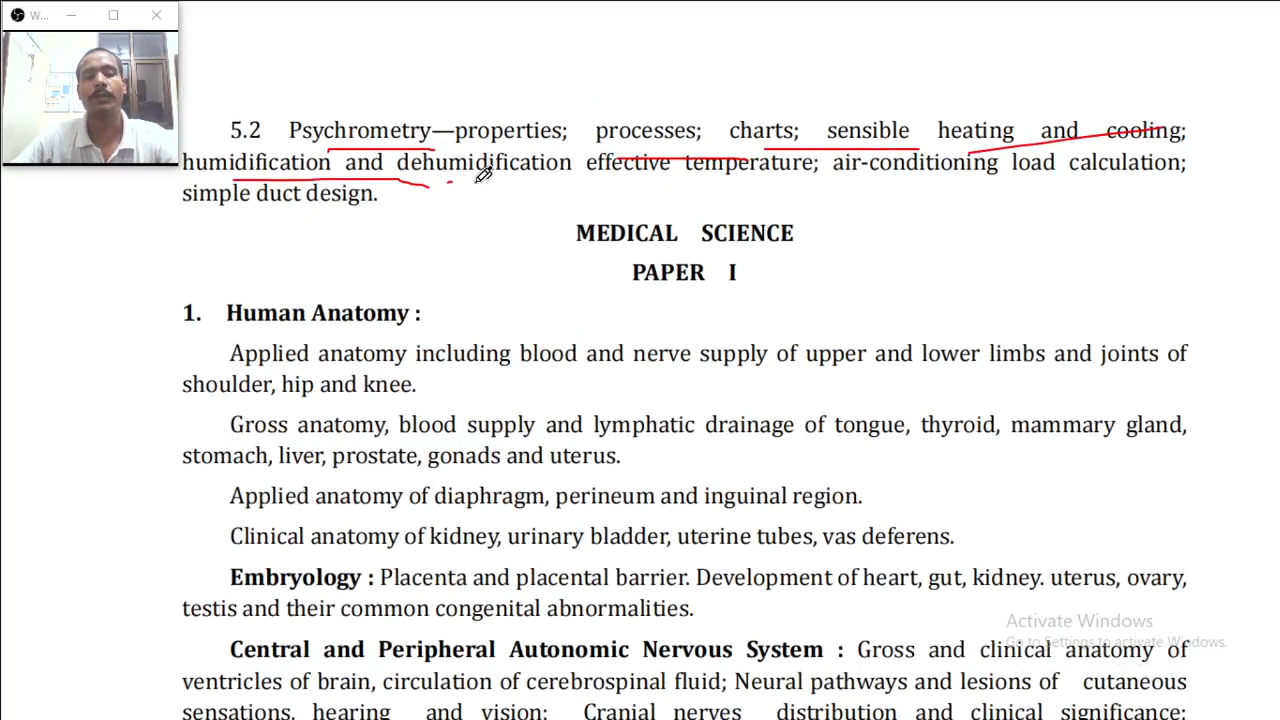 W...
5.2 Psychrometry—properties; processes; charts; sensible heating and cooling;
humidification and dehumidification effective temperature; air-conditioning load calculation;
simple duct design.
MEDICAL SCIENCE
PAPER I
1. Human Anatomy :
Applied anatomy including blood and nerve supply of upper and lower limbs and joints of
shoulder, hip and knee.
Gross anatomy, blood supply and lymphatic drainage of tongue, thyroid, mammary gland,
stomach, liver, prostate, gonads and uterus.
Applied anatomy of diaphragm, perineum and inguinal region.
Clinical anatomy of kidney, urinary bladder, uterine tubes, vas deferens.
Embryology : Placenta and placental barrier. Development of heart, gut, kidney. uterus, ovary,
testis and their common congenital abnormalities.
Activate Windows
Go to Settings to activate Windows.
Central and Peripheral Autonomic Nervous System : Gross and clinical anatomy of
ventricles of brain, circulation of cerebrospinal fluid; Neural pathways and lesions of cutaneous
sensations, hearing and vision; Cranial nerves distribution and clinical significance;